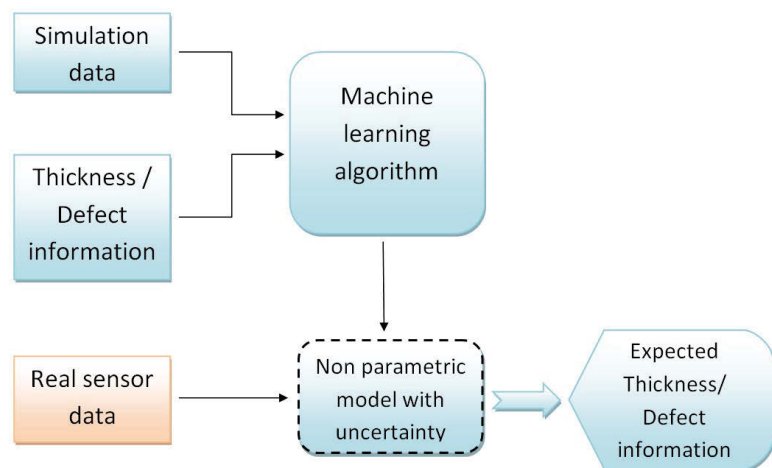 Simulation
data
Machine
learning
algorithm
Thickness /
Defect
information
Real sensor
data
Non parametric
model with
uncertainty
Expected
Thickness/
Defect
information